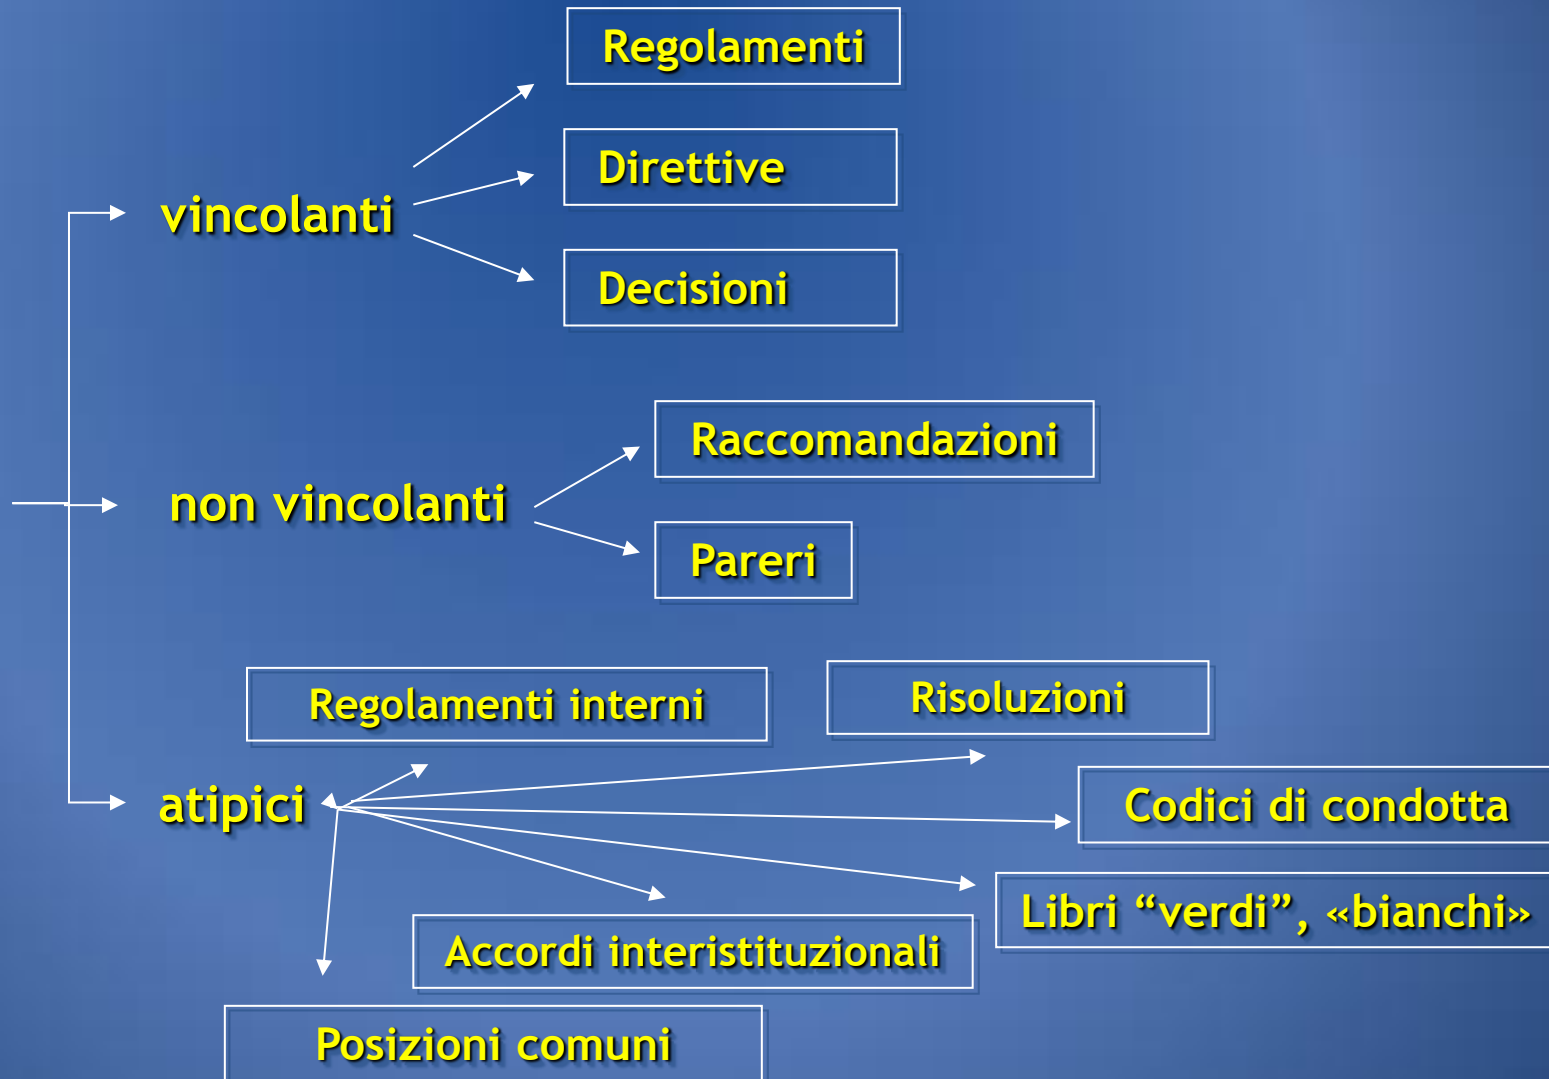 Regolamenti
Direttive
vincolanti
Decisioni
Raccomandazioni
non vincolanti
Pareri
Regolamenti interni
Risoluzioni
atipici
Codici di condotta
Libri “verdi”, «bianchi»
Accordi interistituzionali
Posizioni comuni